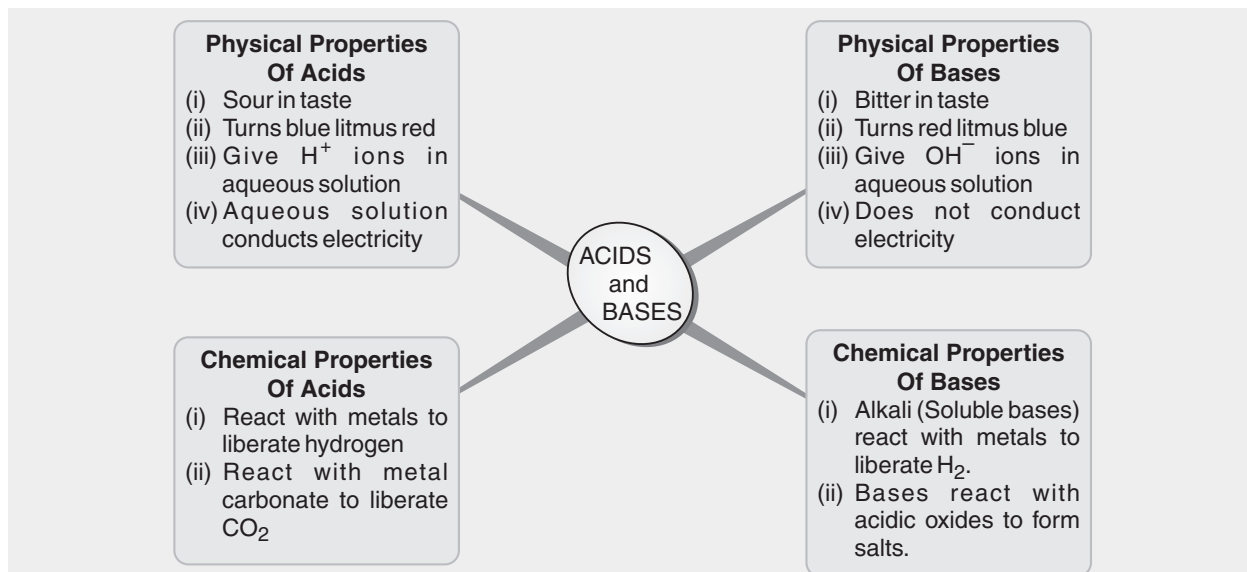 Physical Properties
Of Acids
(i) Sour in taste
(ii) Turns blue litmus red
(iii) Give H⁺ ions in
aqueous solution
(iv) Aqueous solution
conducts electricity
Physical Properties
Of Bases
(i) Bitter in taste
(ii) Turns red litmus blue
(iii) Give OH⁻ ions in
aqueous solution
(iv) Does not conduct
electricity
ACIDS
and
BASES
Chemical Properties
Of Acids
(i) React with metals to
liberate hydrogen
(ii) React with metal
carbonate to liberate
CO₂
Chemical Properties
Of Bases
(i) Alkali (Soluble bases)
react with metals to
liberate H₂.
(ii) Bases react with
acidic oxides to form
salts.